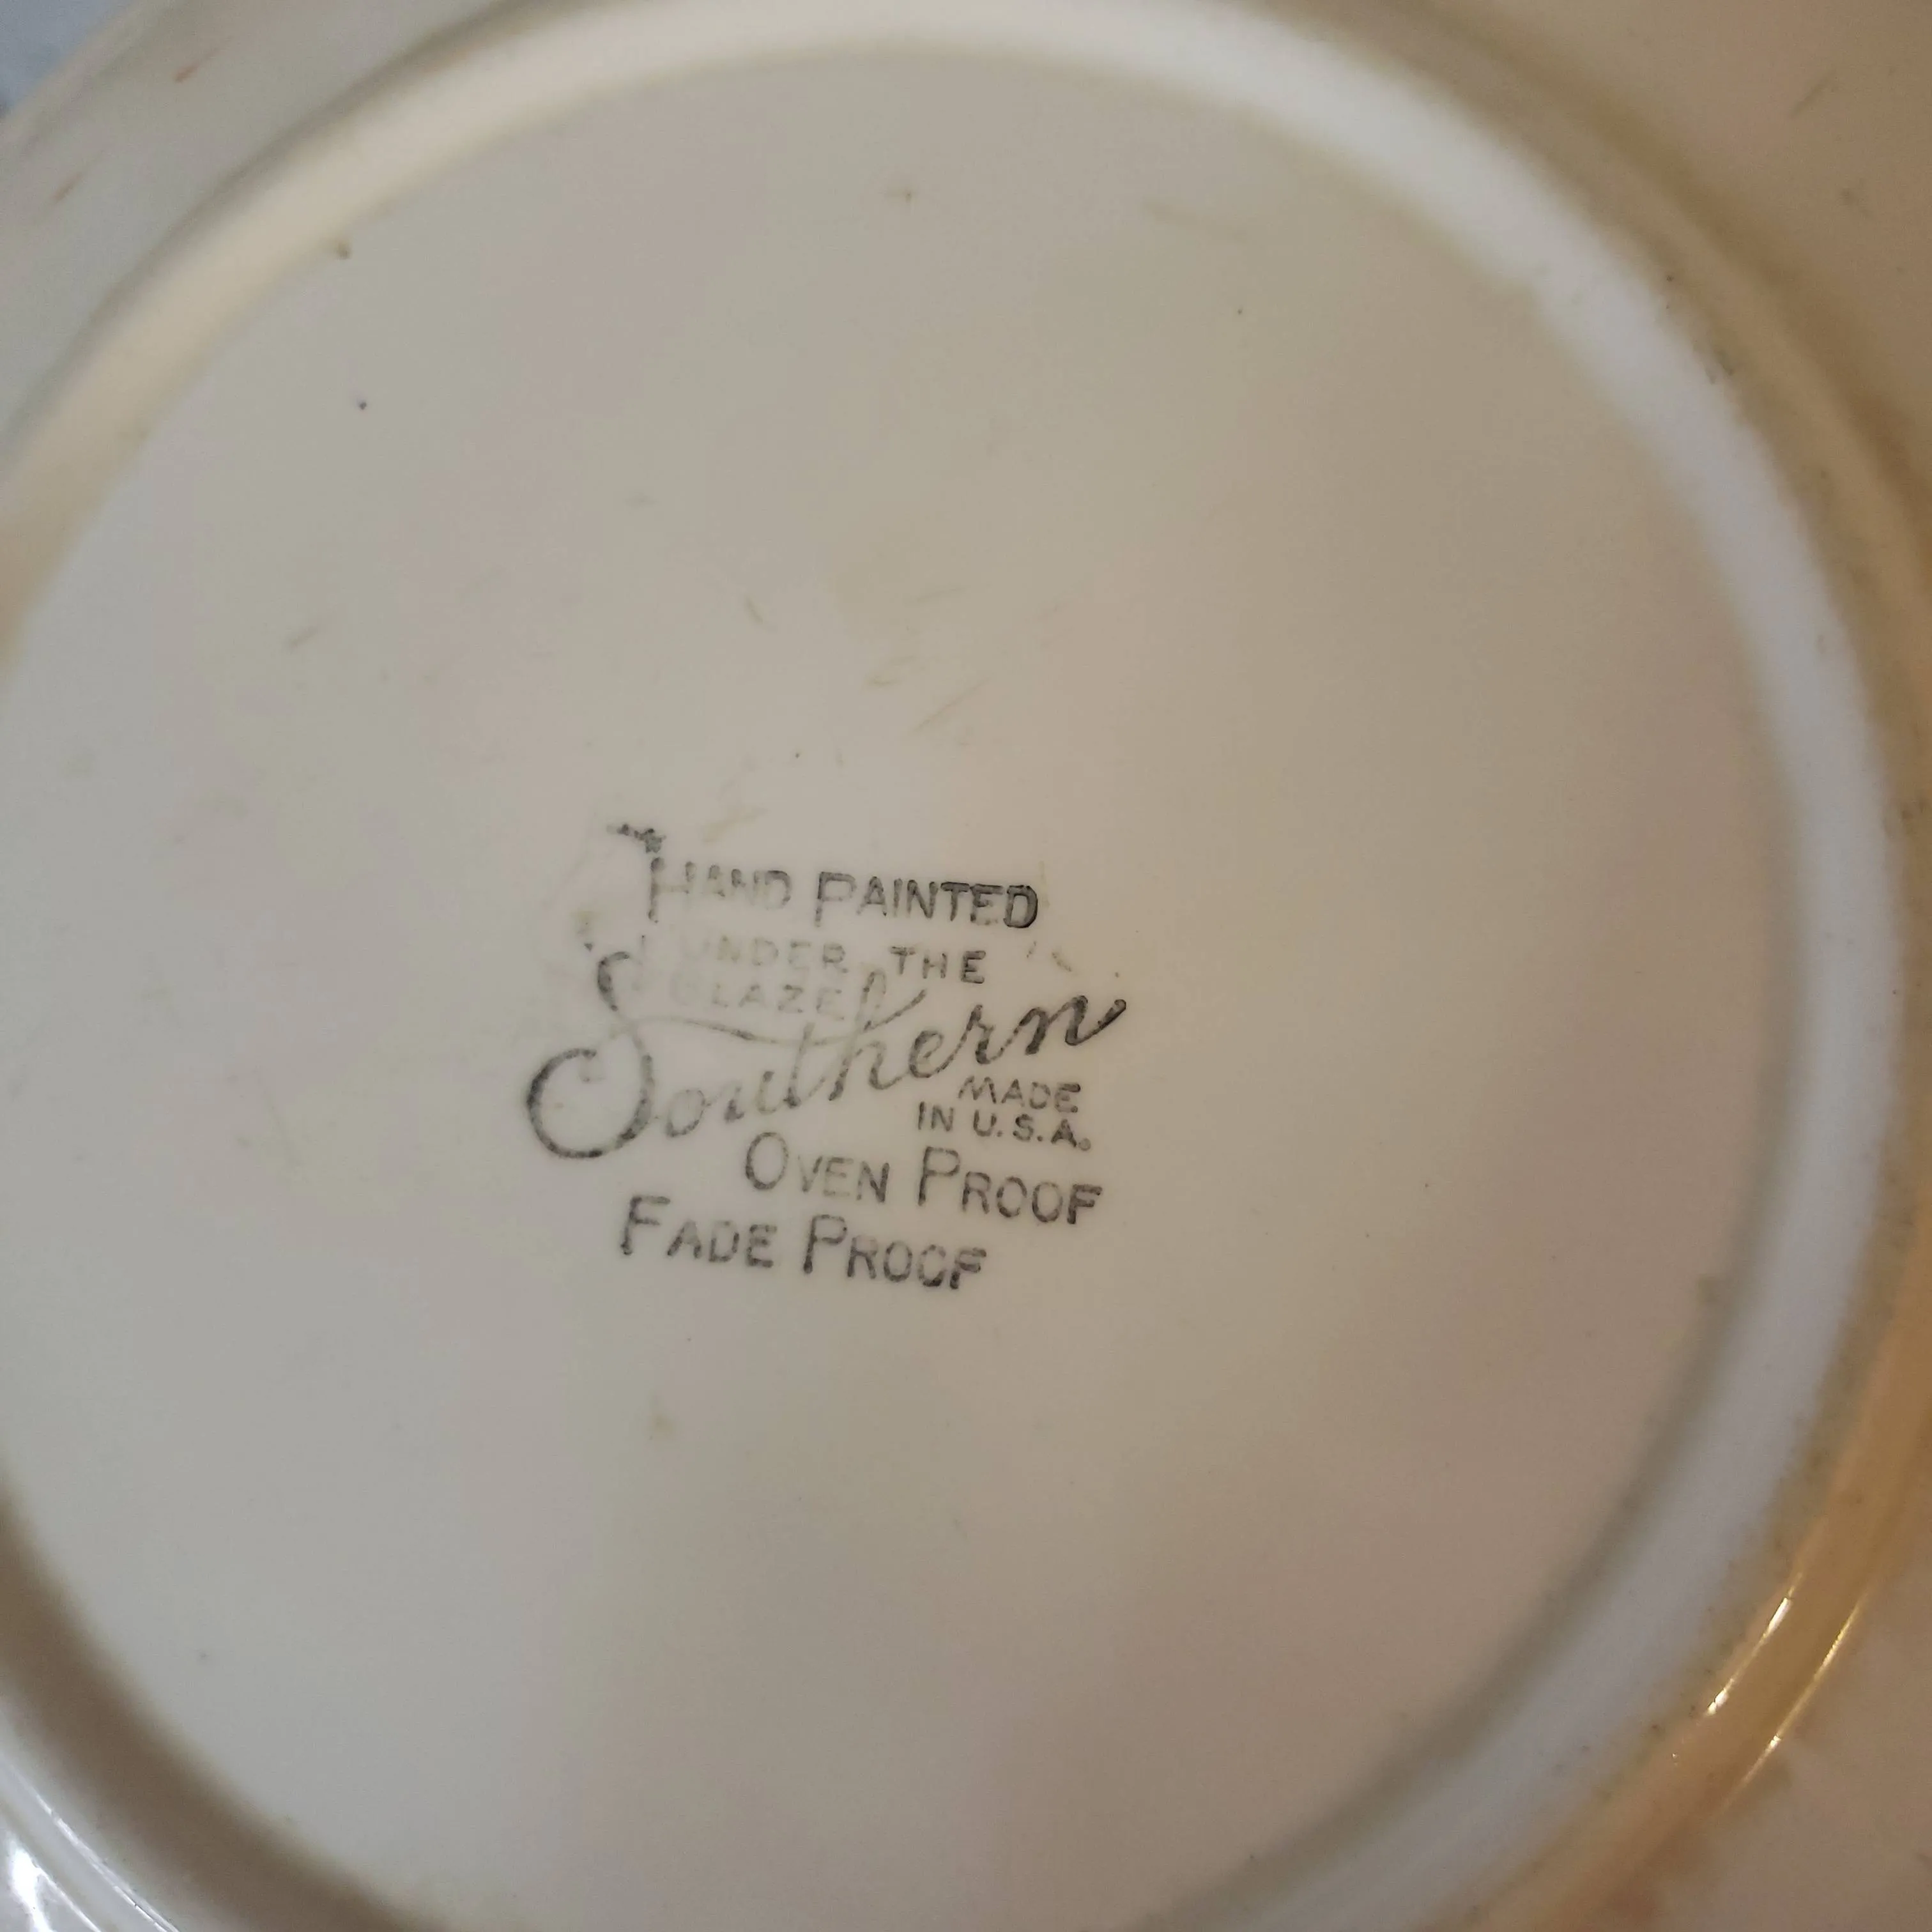 HAND PAINTED
UNDER THE
GLAZE
Southern
MADE
IN U.S.A.
OVEN PROOF
FADE PROOF